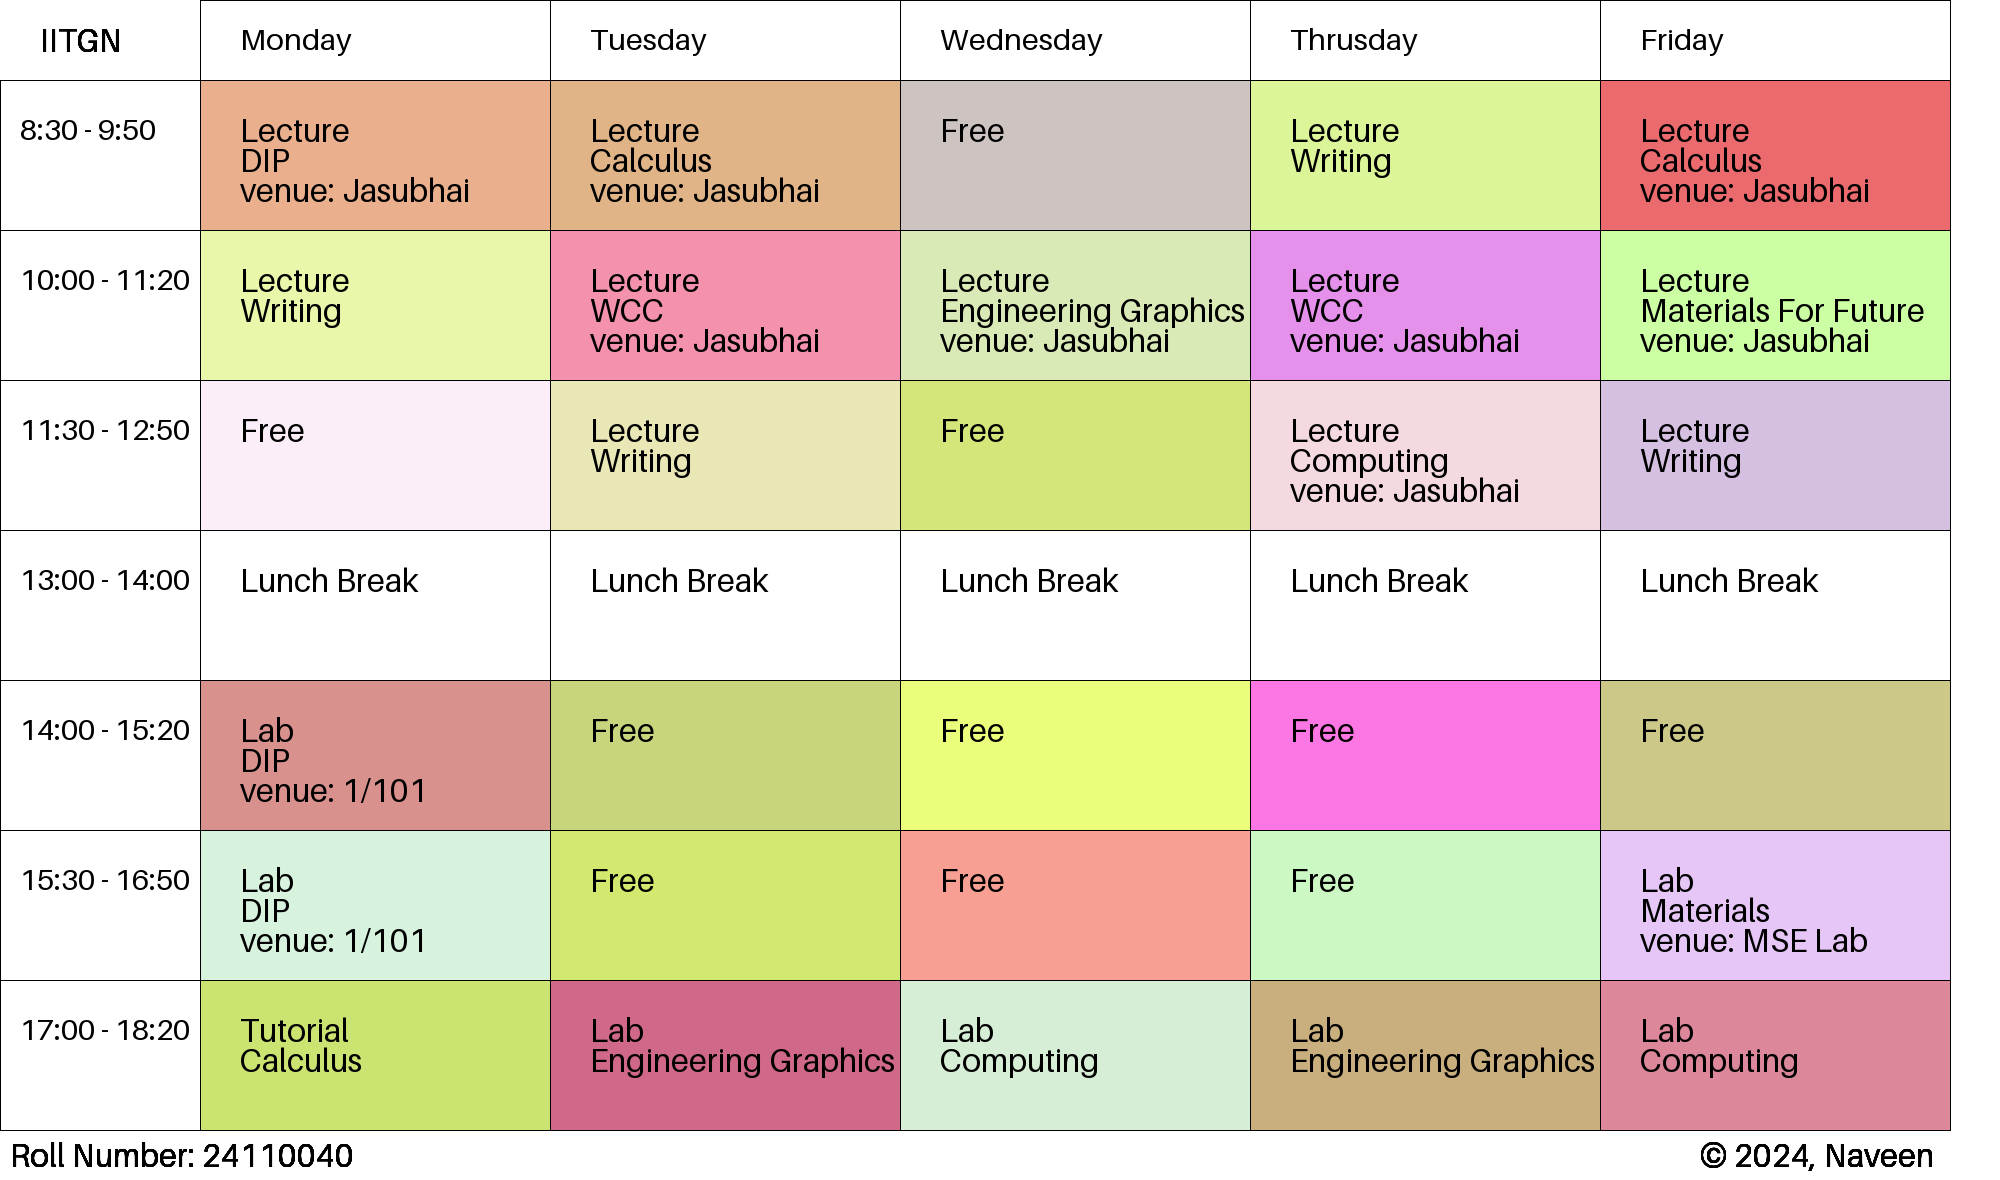 IITGN Monday Tuesday Wednesday Thrusday Friday
8:30 - 9:50
Lecture
DIP
venue: Jasubhai
Lecture
Calculus
venue: Jasubhai
Free
Lecture
Writing
Lecture
Calculus
venue: Jasubhai
10:00 - 11:20
Lecture
Writing
Lecture
WCC
venue: Jasubhai
Lecture
Engineering Graphics
venue: Jasubhai
Lecture
WCC
venue: Jasubhai
Lecture
Materials For Future
venue: Jasubhai
11:30 - 12:50
Free
Lecture
Writing
Free
Lecture
Computing
venue: Jasubhai
Lecture
Writing
13:00 - 14:00
Lunch Break
Lunch Break
Lunch Break
Lunch Break
Lunch Break
14:00 - 15:20
Lab
DIP
venue: 1/101
Free
Free
Free
Free
15:30 - 16:50
Lab
DIP
venue: 1/101
Free
Free
Free
Lab
Materials
venue: MSE Lab
17:00 - 18:20
Tutorial
Calculus
Lab
Engineering Graphics
Lab
Computing
Lab
Engineering Graphics
Lab
Computing
Roll Number: 24110040
© 2024, Naveen